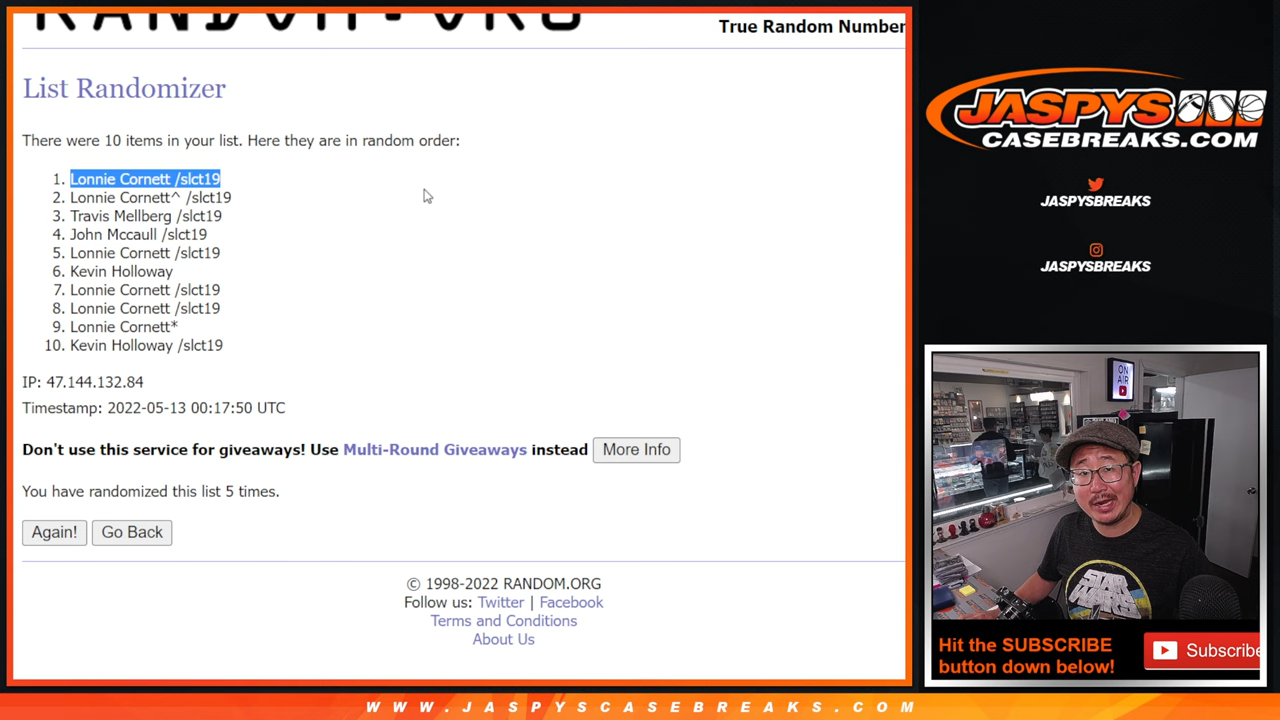 RANDOM.ORG
True Random Number
List Randomizer
There were 10 items in your list. Here they are in random order:
1. Lonnie Cornett /slct19
2. Lonnie Cornett^ /slct19
3. Travis Mellberg /slct19
4. John Mccaull /slct19
5. Lonnie Cornett /slct19
6. Kevin Holloway
7. Lonnie Cornett /slct19
8. Lonnie Cornett /slct19
9. Lonnie Cornett*
10. Kevin Holloway /slct19
IP: 47.144.132.84
Timestamp: 2022-05-13 00:17:50 UTC
Don't use this service for giveaways! Use Multi-Round Giveaways instead More Info
You have randomized this list 5 times.
Again! Go Back
© 1998-2022 RANDOM.ORG
Follow us: Twitter | Facebook
Terms and Conditions
About Us
JASPYS
CASEBREAKS.COM
JASPYSBREAKS
JASPYSBREAKS
ON
AIR
STAR
WARS
Hit the SUBSCRIBE
button down below!
Subscribe
WWW.JASPYSCASEBREAKS.COM